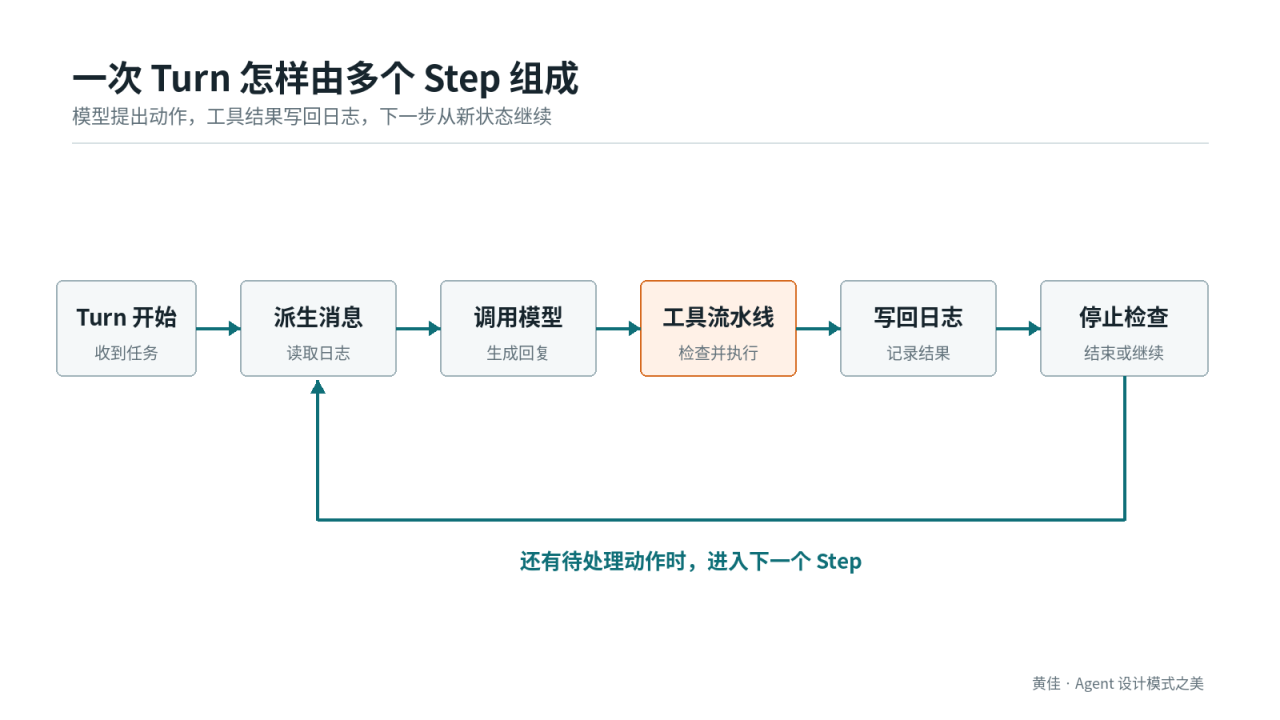 一次 Turn 怎样由多个 Step 组成
模型提出动作，工具结果写回日志，下一步从新状态继续
Turn 开始
收到任务
派生消息
读取日志
调用模型
生成回复
工具流水线
检查并执行
写回日志
记录结果
停止检查
结束或继续
还有待处理动作时，进入下一个 Step
黄佳 · Agent 设计模式之美